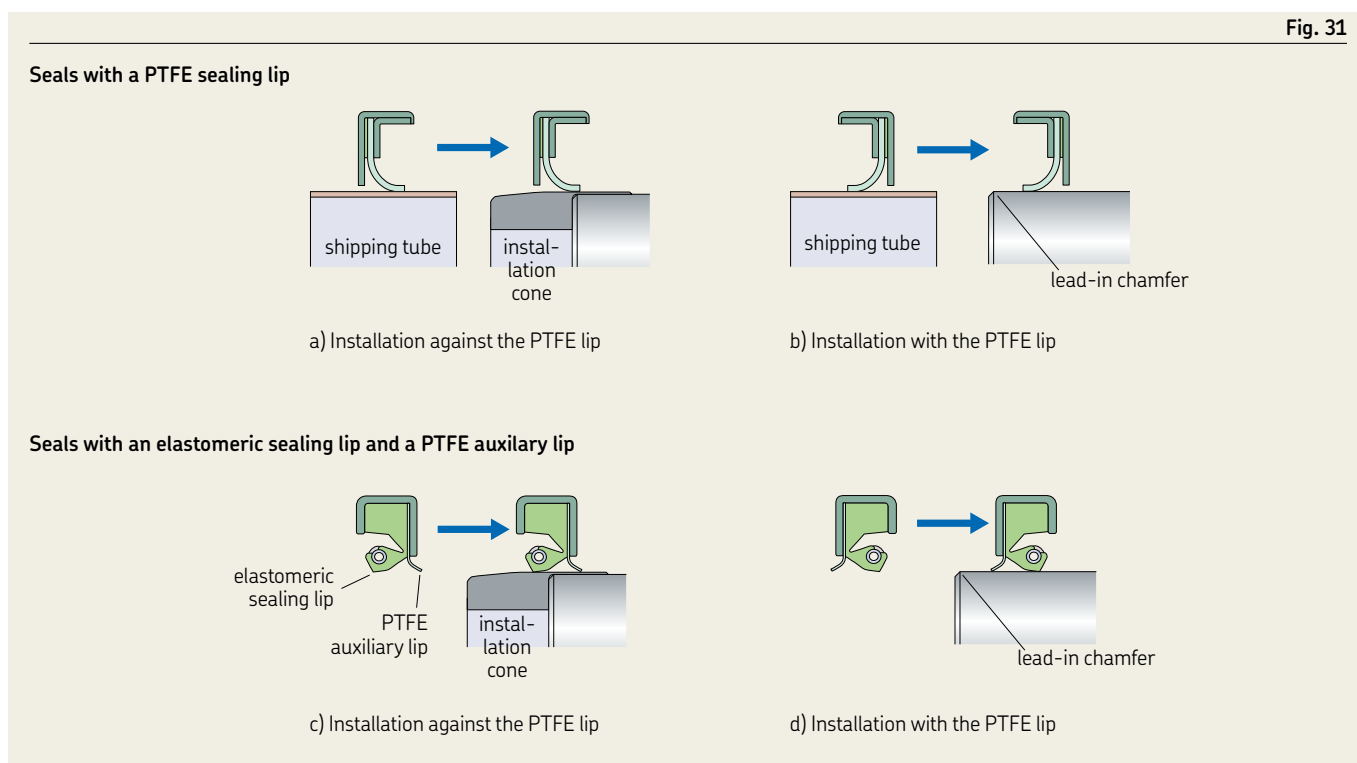 Fig. 31
Seals with a PTFE sealing lip
shipping tube
instal-
lation
cone
shipping tube
lead-in chamfer
a) Installation against the PTFE lip
b) Installation with the PTFE lip
Seals with an elastomeric sealing lip and a PTFE auxilary lip
elastomeric
sealing lip
PTFE
auxiliary lip
instal-
lation
cone
lead-in chamfer
c) Installation against the PTFE lip
d) Installation with the PTFE lip